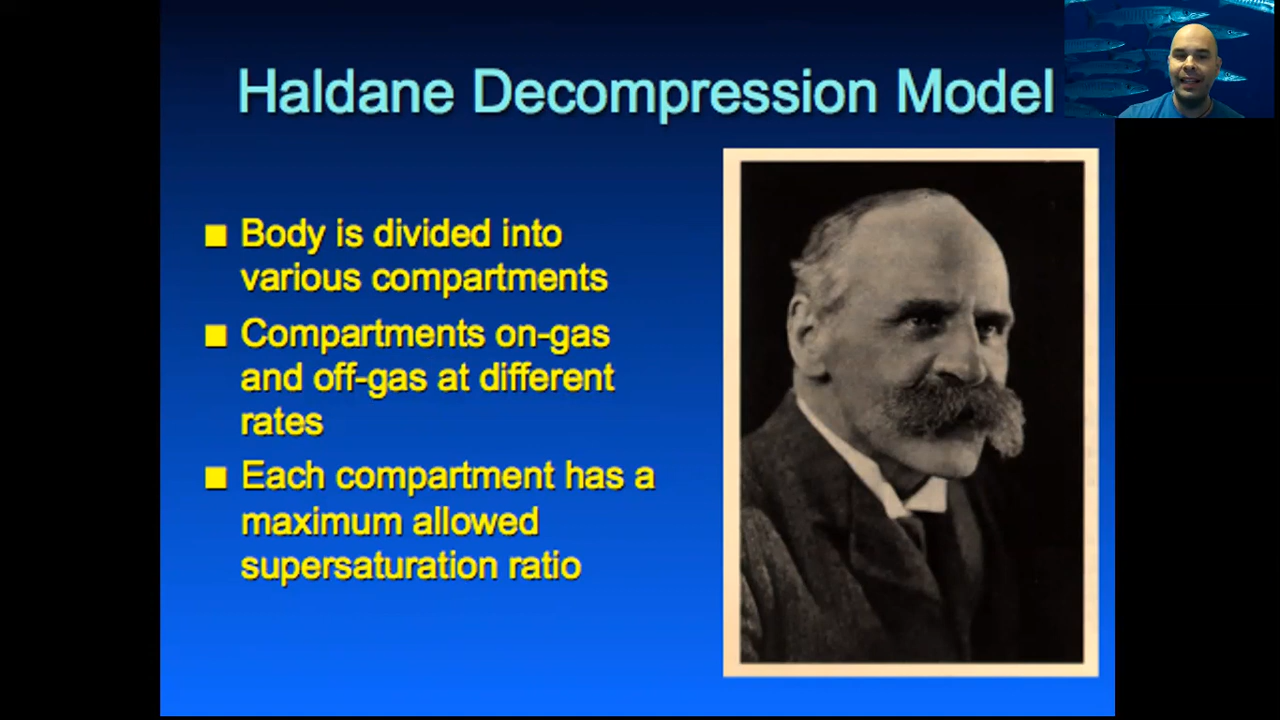 Haldane Decompression Model
Body is divided into
various compartments
Compartments on-gas
and off-gas at different
rates
Each compartment has a
maximum allowed
supersaturation ratio